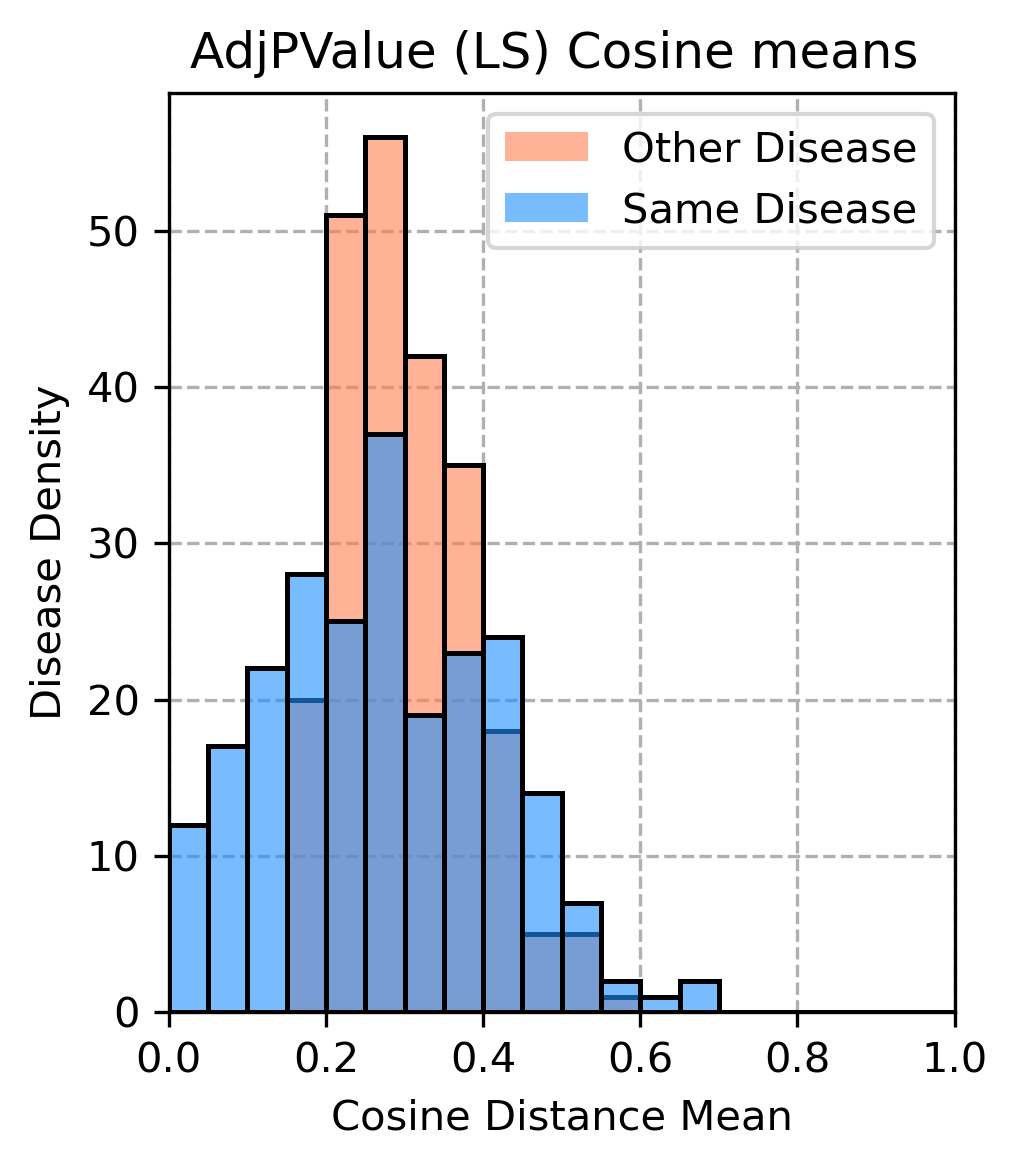 AdjPValue (LS) Cosine means
Other Disease
Same Disease
Disease Density
50
40
30
20
10
0
0.0 0.2 0.4 0.6 0.8 1.0
Cosine Distance Mean